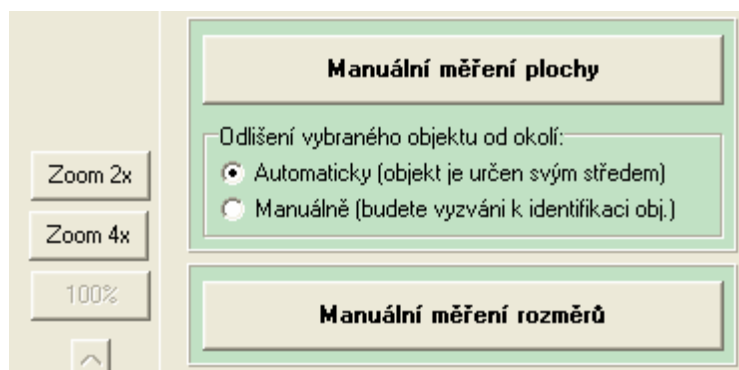 Manuální měření plochy
Odlišení vybraného objektu od okolí:
Automaticky (objekt je určen svým středem)
Manuálně (budete vyzváni k identifikaci obj.)
Zoom 2x
Zoom 4x
100%
Manuální měření rozměrů